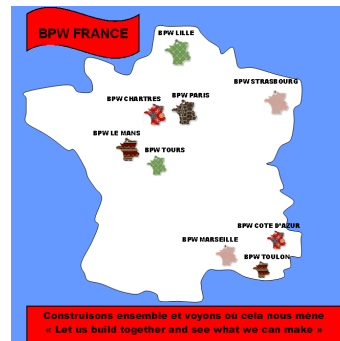 BPW FRANCE
BPW LILLE
BPW STRASBOURG
BPW CHARTRES
BPW PARIS
BPW LE MANS
BPW TOURS
BPW COTE D'AZUR
BPW MARSEILLE
BPW TOULON
Construisons ensemble et voyons où cela nous mène
« Let us build together and see what we can make »